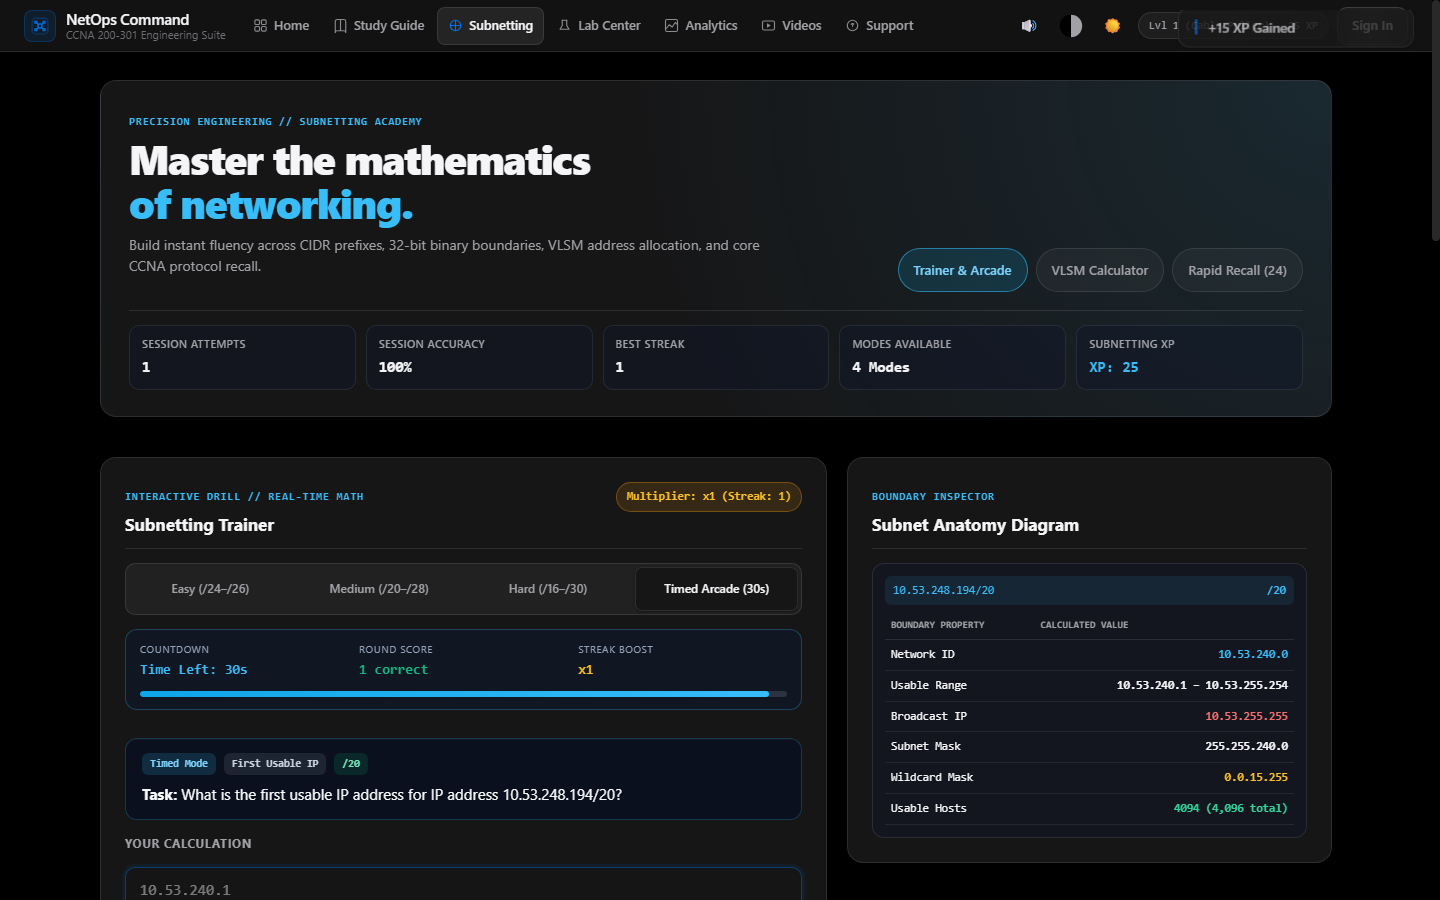 NetOps Command
CCNA 200-301 Engineering Suite
Home
Study Guide
Subnetting
Lab Center
Analytics
Videos
Support
Lvl 1
+15 XP Gained
Sign In
PRECISION ENGINEERING // SUBNETTING ACADEMY
Master the mathematics
of networking.
Build instant fluency across CIDR prefixes, 32-bit binary boundaries, VLSM address allocation, and core
CCNA protocol recall.
Trainer & Arcade
VLSM Calculator
Rapid Recall (24)
SESSION ATTEMPTS
1
SESSION ACCURACY
100%
BEST STREAK
1
MODES AVAILABLE
4 Modes
SUBNETTING XP
XP: 25
INTERACTIVE DRILL // REAL-TIME MATH
Subnetting Trainer
Multiplier: x1 (Streak: 1)
Easy (/24–/26)
Medium (/20–/28)
Hard (/16–/30)
Timed Arcade (30s)
COUNTDOWN
Time Left: 30s
ROUND SCORE
1 correct
STREAK BOOST
x1
Timed Mode
First Usable IP
/20
Task: What is the first usable IP address for IP address 10.53.248.194/20?
YOUR CALCULATION
10.53.240.1
BOUNDARY INSPECTOR
Subnet Anatomy Diagram
10.53.248.194/20
/20
BOUNDARY PROPERTY
CALCULATED VALUE
Network ID
10.53.240.0
Usable Range
10.53.240.1 – 10.53.255.254
Broadcast IP
10.53.255.255
Subnet Mask
255.255.240.0
Wildcard Mask
0.0.15.255
Usable Hosts
4094 (4,096 total)